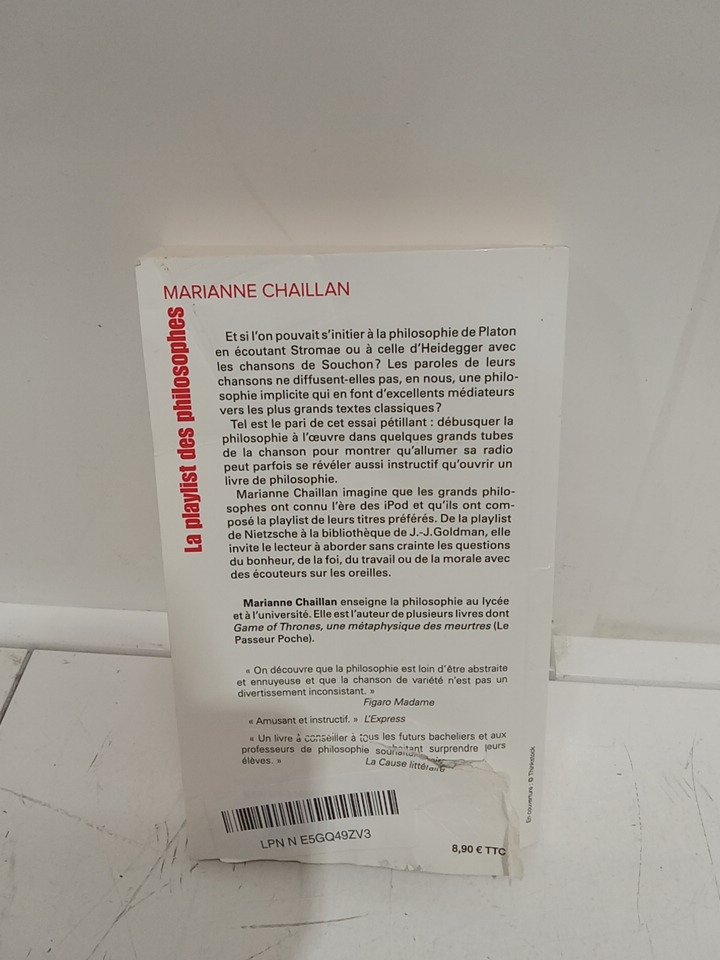 MARIANNE CHAILLAN
La playlist des philosophes
Et si l'on pouvait s'initier à la philosophie de Platon
en écoutant Stromae ou à celle d'Heidegger avec
les chansons de Souchon ? Les paroles de leurs
chansons ne diffusent-elles pas, en nous, une philo-
sophie implicite qui en font d'excellents médiateurs
vers les plus grands textes classiques ?
Tel est le pari de cet essai pétillant : débusquer la
philosophie à l'œuvre dans quelques grands tubes
de la chanson pour montrer qu'allumer sa radio
peut parfois se révéler aussi instructif qu'ouvrir un
livre de philosophie.
Marianne Chaillan imagine que les grands philo-
sophes ont connu l'ère des iPod et qu'ils ont com-
posé la playlist de leurs titres préférés. De la playlist
de Nietzsche à la bibliothèque de J.-J. Goldman, elle
invite le lecteur à aborder sans crainte les questions
du bonheur, de la foi, du travail ou de la morale avec
des écouteurs sur les oreilles.
Marianne Chaillan enseigne la philosophie au lycée
et à l'université. Elle est l'auteur de plusieurs livres dont
Game of Thrones, une métaphysique des meurtres (Le
Passeur Poche).
« On découvre que la philosophie est loin d'être abstraite
et ennuyeuse et que la chanson de variété n'est pas un
divertissement inconsistant. »
Figaro Madame
« Amusant et instructif. » L'Express
« Un livre à conseiller à tous les futurs bacheliers et aux
professeurs de philosophie souhaitant surprendre leurs
élèves. »
La Cause littéraire
En couverture : © Thinkstock
LPN N E5GQ49ZV3
8,90 € TTC